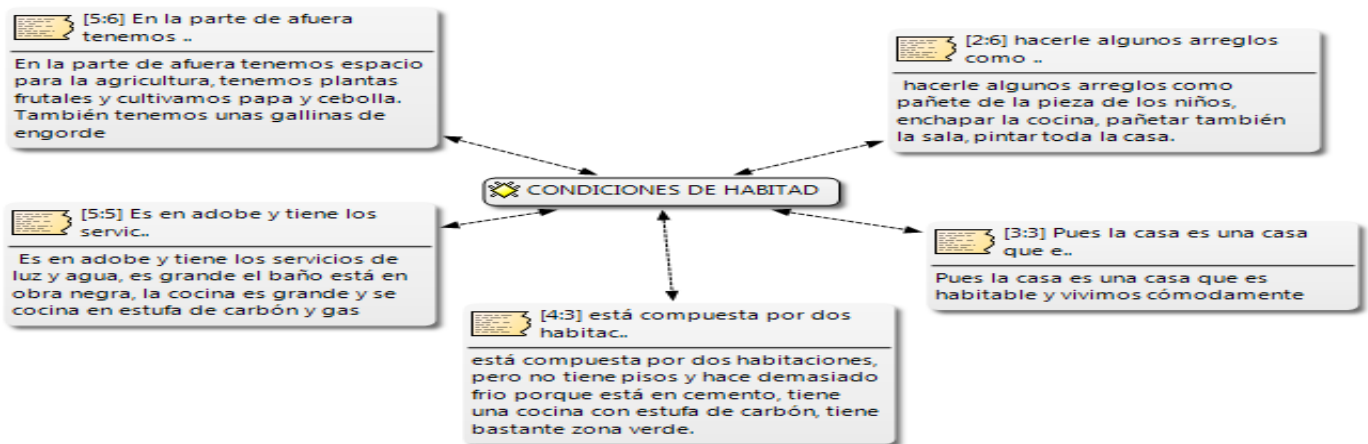 [5:6] En la parte de afuera
tenemos ..
En la parte de afuera tenemos espacio
para la agricultura, tenemos plantas
frutales y cultivamos papa y cebolla.
También tenemos unas gallinas de
engorde
[2:6] hacerle algunos arreglos
como ..
hacerle algunos arreglos como
pañete de la pieza de los niños,
enchapar la cocina, pañetar también
la sala, pintar toda la casa.
CONDICIONES DE HABITAD
[5:5] Es en adobe y tiene los
servic..
Es en adobe y tiene los servicios de
luz y agua, es grande el baño está en
obra negra, la cocina es grande y se
cocina en estufa de carbón y gas
[3:3] Pues la casa es una casa
que e..
Pues la casa es una casa que es
habitable y vivimos cómodamente
[4:3] está compuesta por dos
habitac..
está compuesta por dos habitaciones,
pero no tiene pisos y hace demasiado
frio porque está en cemento, tiene
una cocina con estufa de carbón, tiene
bastante zona verde.